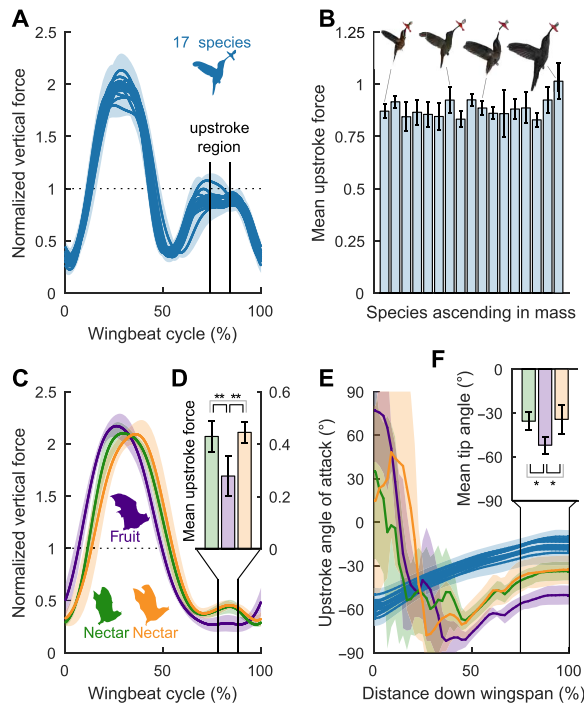 A
Normalized vertical force
2.5
2
1.5
1
0.5
0
17 species
upstroke
region
0
50
100
Wingbeat cycle (%)
B
Mean upstroke force
1.25
1
0.75
0.5
0.25
0
Species ascending in mass
C
Normalized vertical force
2.5
2
1.5
1
0.5
0
Fruit
Nectar
Nectar
0
50
100
Wingbeat cycle (%)
D
Mean upstroke force
** **
0.6
0.4
0.2
0
E
Upstroke angle of attack (°)
90
60
30
0
-30
-60
-90
0
50
100
Distance down wingspan (%)
F
Mean tip angle (°)
0
−30
−60
−90
* *